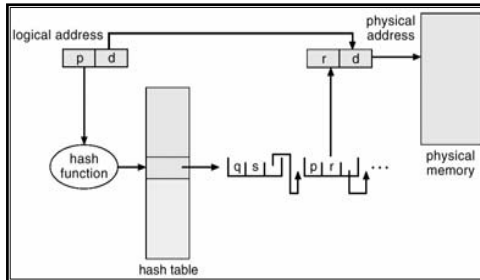 logical address
p d
physical
address
r d
hash
function
q s
p r
...
physical
memory
hash table